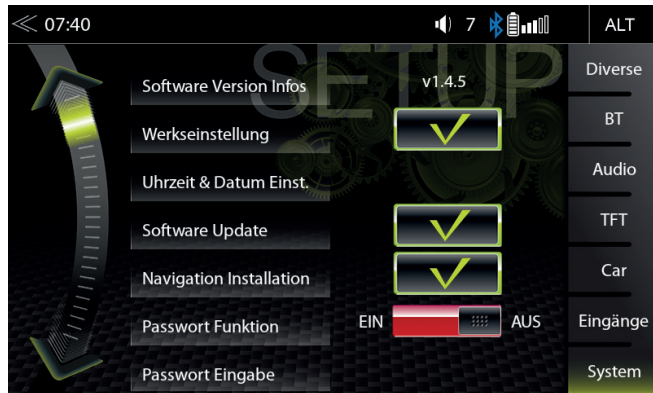 07:40 7 ALT
SETUP
Software Version Infos v1.4.5
Werkseinstellung
Uhrzeit & Datum Einst.
Software Update
Navigation Installation
Passwort Funktion EIN AUS
Passwort Eingabe
Diverse
BT
Audio
TFT
Car
Eingänge
System